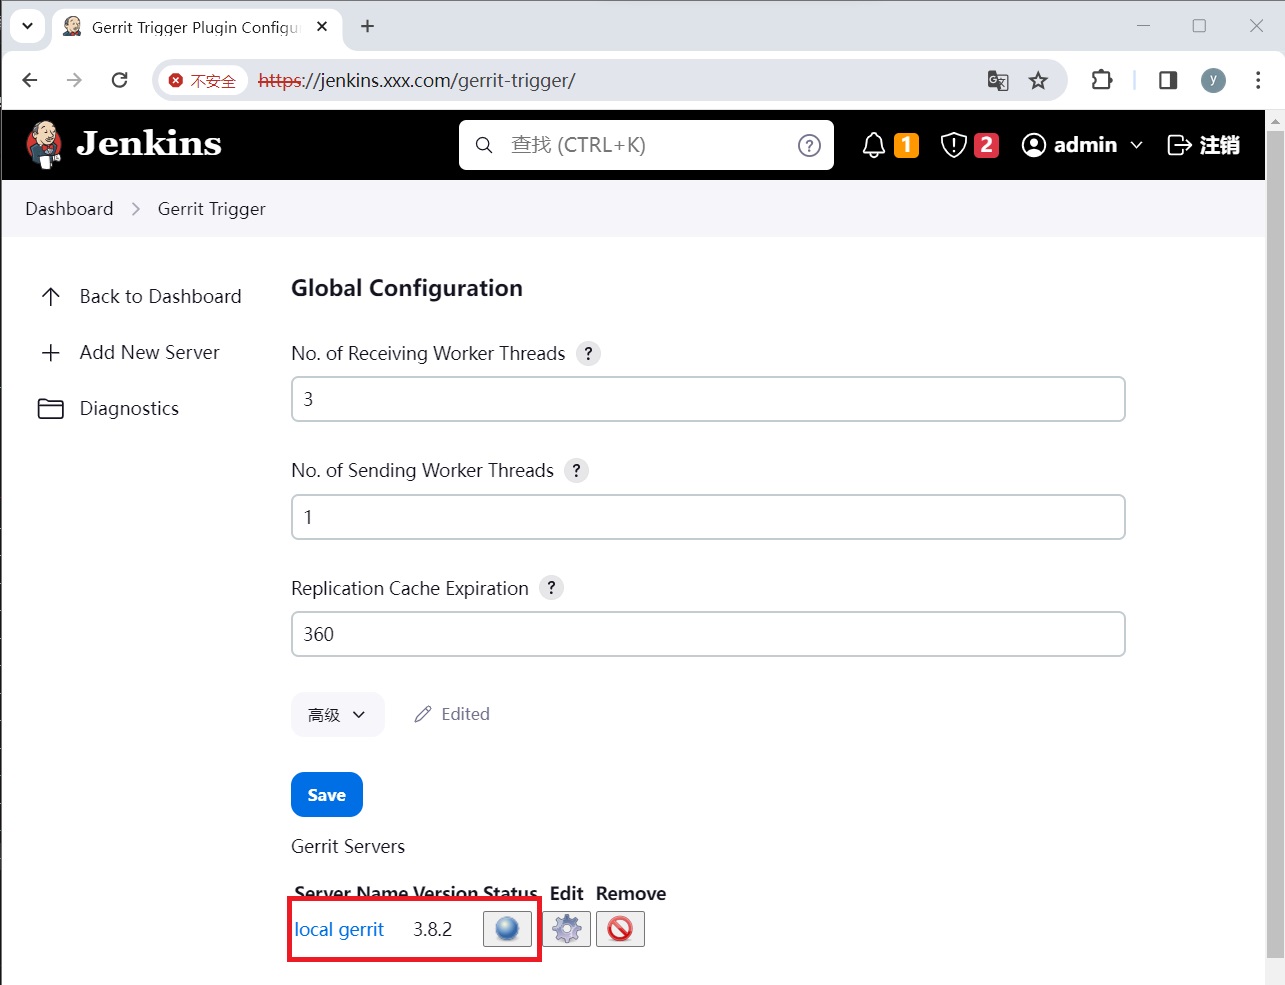 Gerrit Trigger Plugin Configu
不安全 https://jenkins.xxx.com/gerrit-trigger/
y
Jenkins
查找 (CTRL+K)
?
1
2
admin
注销
Dashboard > Gerrit Trigger
Back to Dashboard
Add New Server
Diagnostics
Global Configuration
No. of Receiving Worker Threads ?
3
No. of Sending Worker Threads ?
1
Replication Cache Expiration ?
360
高级
Edited
Save
Gerrit Servers
Server Name Version Status Edit Remove
local gerrit 3.8.2